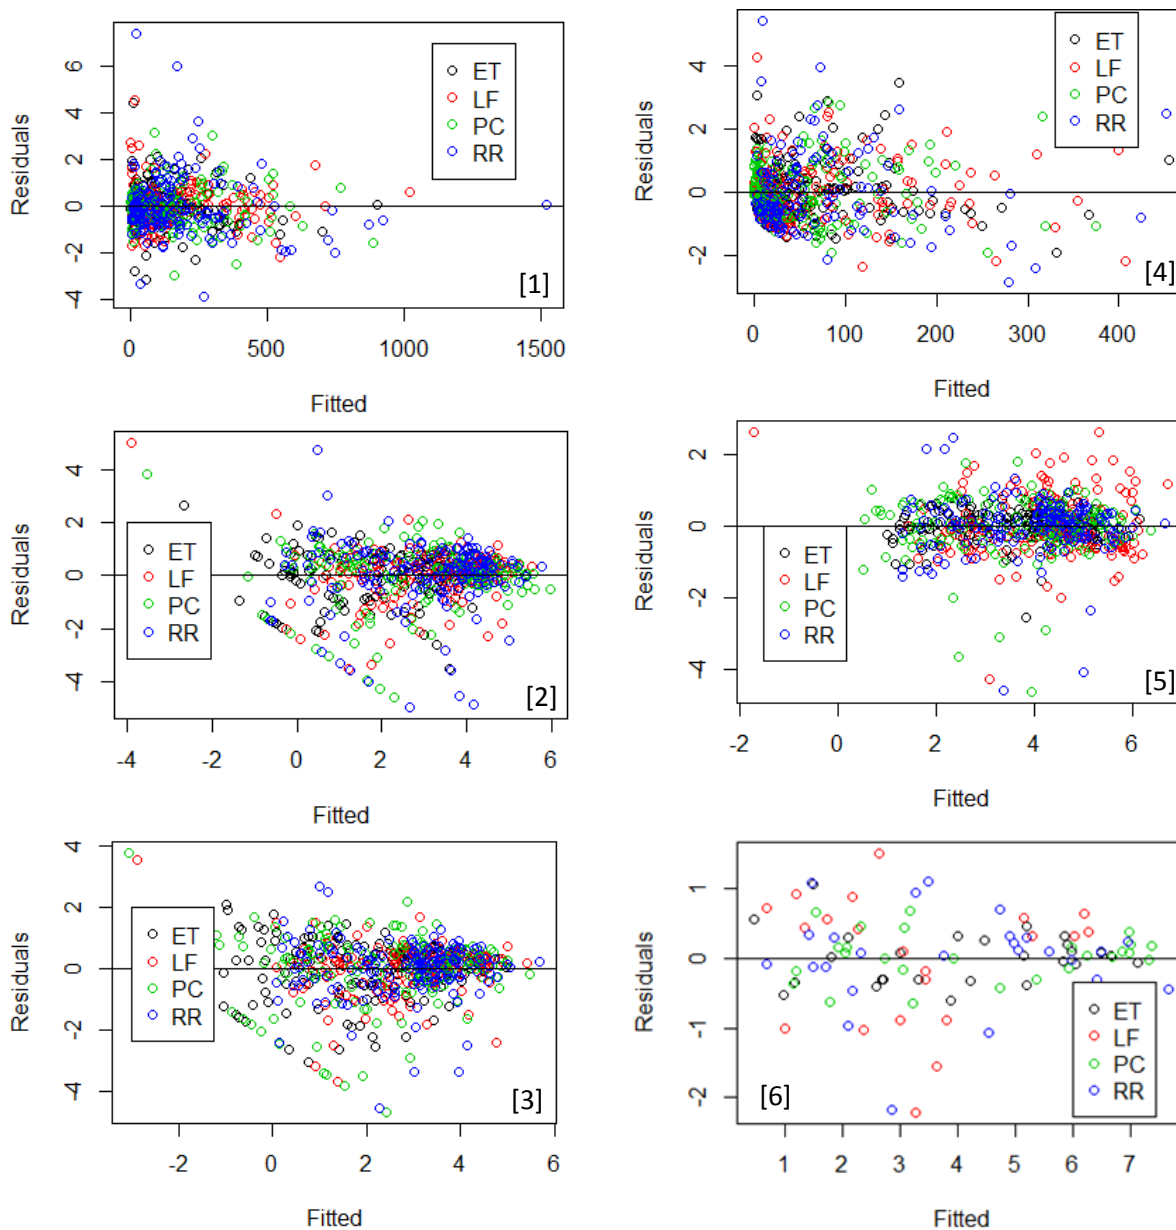 Residuals
6
4
2
0
-2
-4
ET
LF
PC
RR
[1]
0
500
1000
1500
Fitted
Residuals
4
2
0
-2
ET
LF
PC
RR
[4]
0
100
200
300
400
Fitted
Residuals
4
2
0
-2
-4
ET
LF
PC
RR
[2]
-4
-2
0
2
4
6
Fitted
Residuals
2
0
-2
-4
ET
LF
PC
RR
[5]
-2
0
2
4
6
Fitted
Residuals
4
2
0
-2
-4
ET
LF
PC
RR
[3]
-2
0
2
4
6
Fitted
Residuals
1
0
-1
-2
ET
LF
PC
RR
[6]
1
2
3
4
5
6
7
Fitted